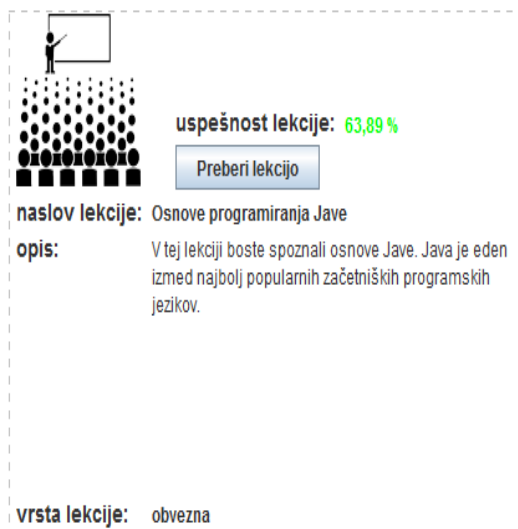 uspešnost lekcije: 63,89 %
Preberi lekcijo
naslov lekcije: Osnove programiranja Jave
opis: V tej lekciji boste spoznali osnove Jave. Java je eden
izmed najbolj popularnih začetniških programskih
jezikov.
vrsta lekcije: obvezna